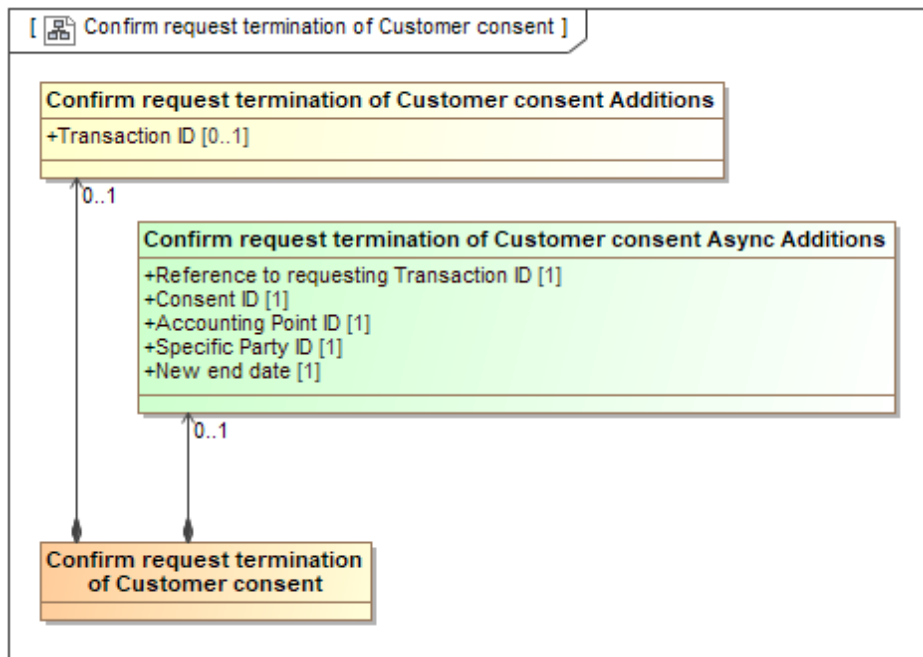 [ Confirm request termination of Customer consent ]
Confirm request termination of Customer consent Additions
+Transaction ID [0..1]
0..1
Confirm request termination of Customer consent Async Additions
+Reference to requesting Transaction ID [1]
+Consent ID [1]
+Accounting Point ID [1]
+Specific Party ID [1]
+New end date [1]
0..1
Confirm request termination
of Customer consent